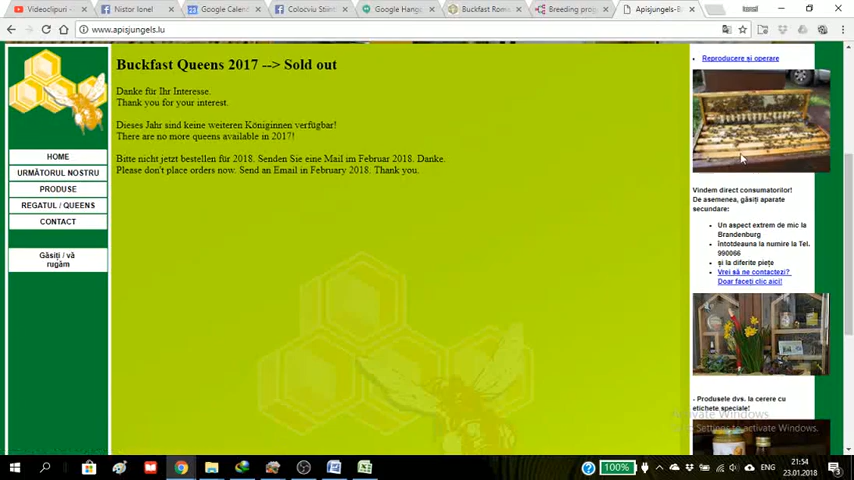 Videoclipuri -
Nistor Ionel
Google Calend
Colocviu Stiint
Google Hang
Buckfast Rom
Breeding prog
Apisjungels-B
Ionut
www.apisjungels.lu
Buckfast Queens 2017 --> Sold out
Danke für Ihr Interesse.
Thank you for your interest.
Dieses Jahr sind keine weiteren Königinnen verfügbar!
There are no more queens available in 2017!
Bitte nicht jetzt bestellen für 2018. Senden Sie eine Mail im Februar 2018. Danke.
Please don't place orders now. Send an Email in February 2018. Thank you.
HOME
URMĂTORUL NOSTRU
PRODUSE
REGATUL / QUEENS
CONTACT
Găsiți / vă
rugăm
Reproducere și operare
Vindem direct consumatorilor!
De asemenea, găsiți aparate
secundare:
Un aspect extrem de mic la
Brandenburg
întotdeauna la numire la Tel.
990066
și la diferite piețe
Vrei să ne contactezi?
Doar faceți clic aici!
- Produsele dvs. la cerere cu
etichete speciale!
Activate Windows
Go to Settings to activate Windows.
100%
ENG
21:54
23.01.2018
3